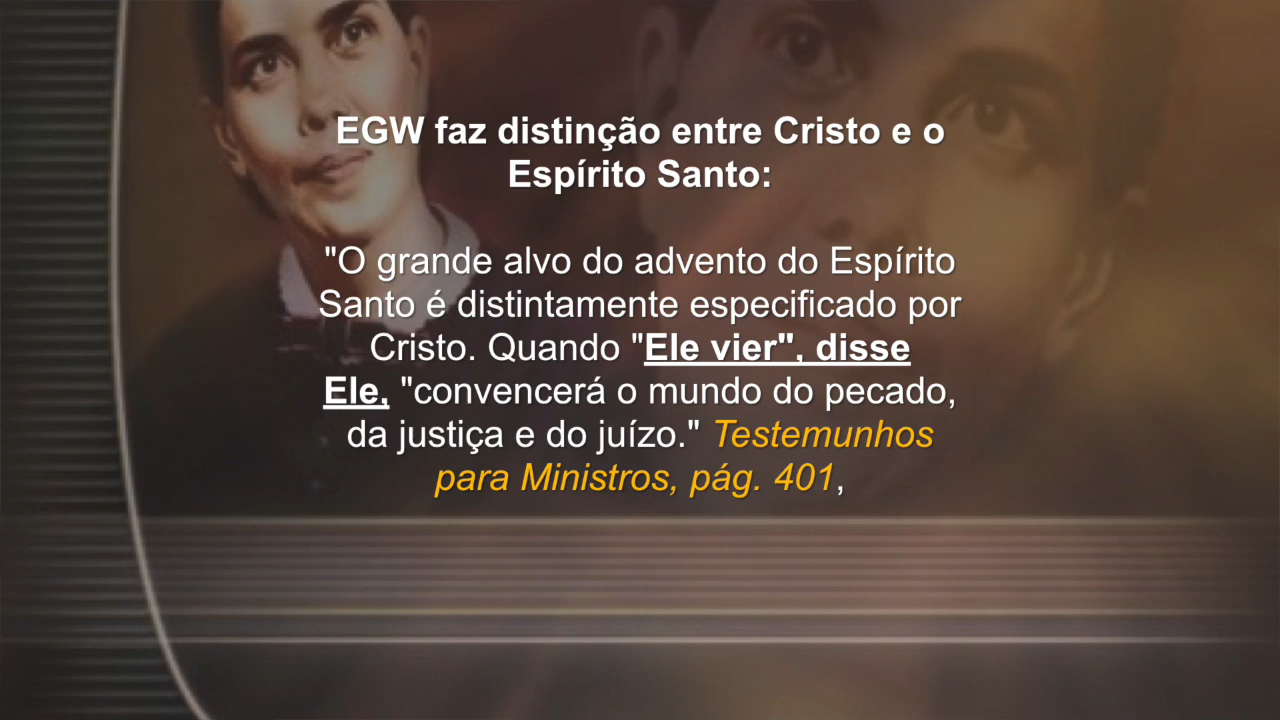 EGW faz distinção entre Cristo e o
Espírito Santo:
"O grande alvo do advento do Espírito
Santo é distintamente especificado por
Cristo. Quando "Ele vier", disse
Ele, "convencerá o mundo do pecado,
da justiça e do juízo." Testemunhos
para Ministros, pág. 401,